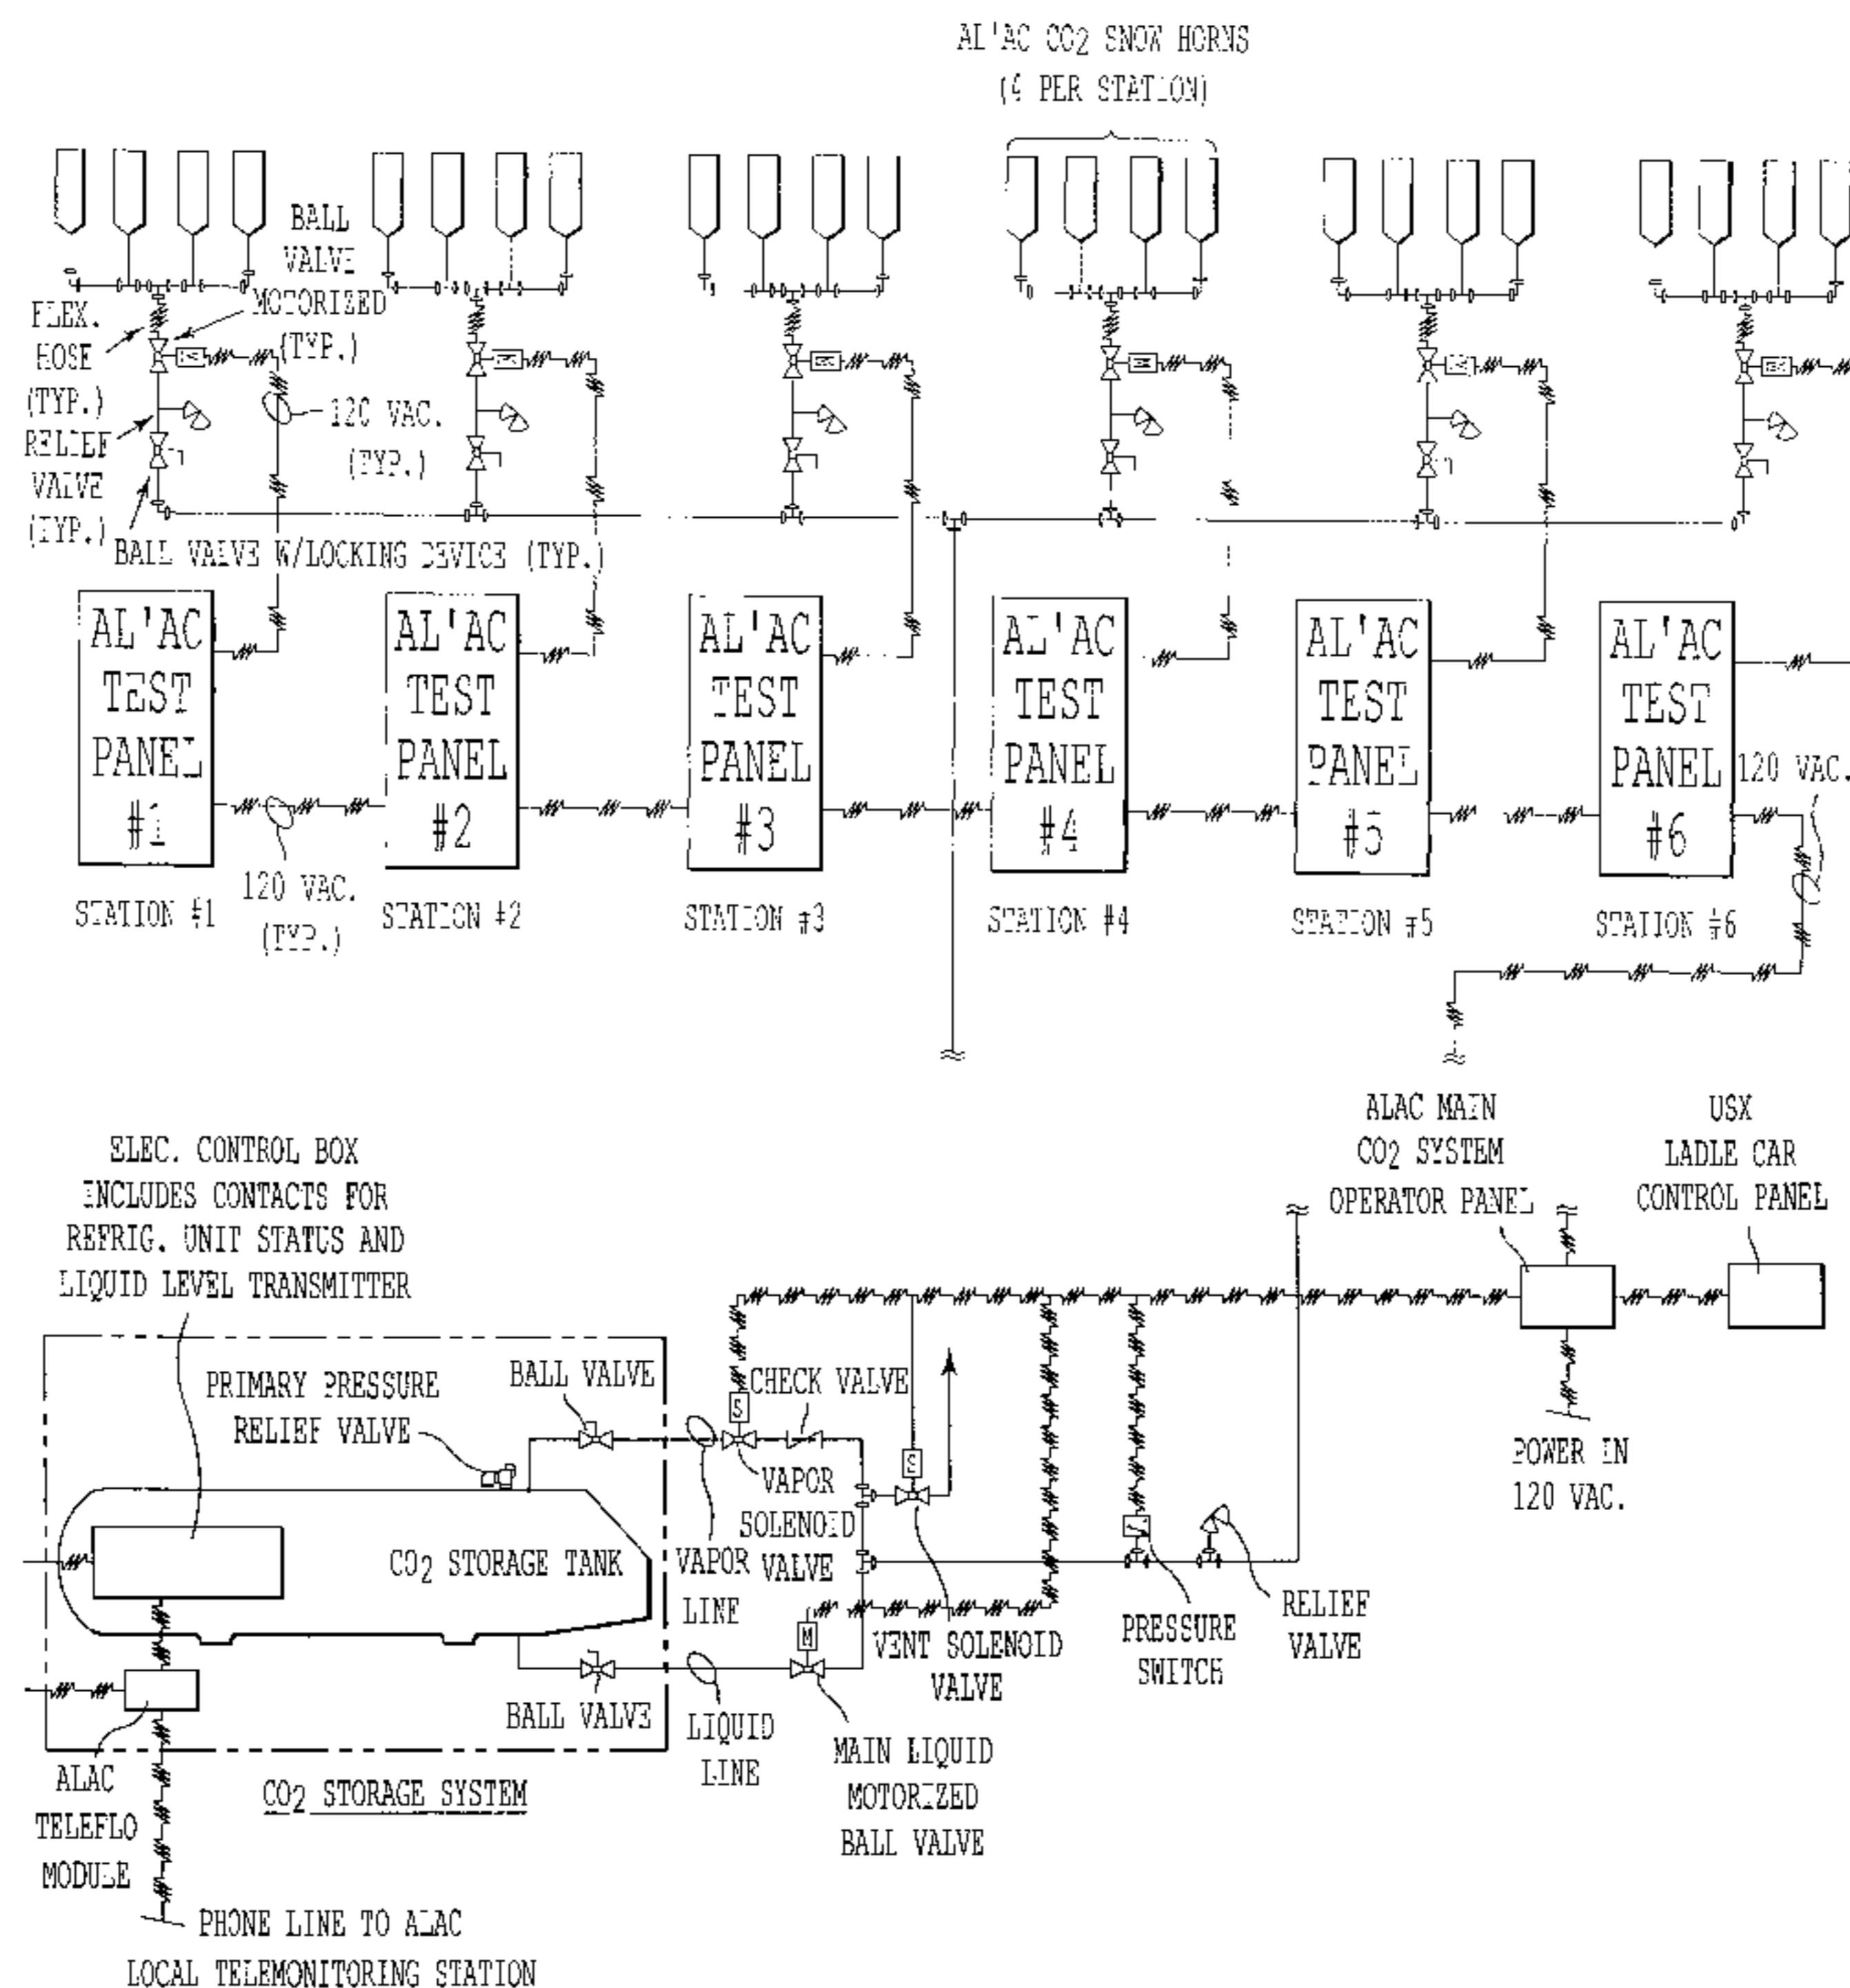 AL'AC CO2 SNOW HORNS
(4 PER STATION)
BALL
VALVE
MOTORIZED
(TYP.)
FLEX.
HOSE
(TYP.)
RELIEF
VALVE
(TYP.)
120 VAC.
(TYP.)
BALL VALVE W/LOCKING DEVICE (TYP.)
AL'AC
TEST
PANEL
#1
AL'AC
TEST
PANEL
#2
AL'AC
TEST
PANEL
#3
AL'AC
TEST
PANEL
#4
AL'AC
TEST
PANEL
#5
AL'AC
TEST
PANEL
#6
120 VAC.
STATION #1
120 VAC.
(TYP.)
STATION #2
STATION #3
STATION #4
STATION #5
STATION #6
ALAC MAIN
CO2 SYSTEM
OPERATOR PANEL
USX
LADLE CAR
CONTROL PANEL
ELEC. CONTROL BOX
INCLUDES CONTACTS FOR
REFRIG. UNIT STATUS AND
LIQUID LEVEL TRANSMITTER
PRIMARY PRESSURE
RELIEF VALVE
BALL VALVE
CHECK VALVE
S
S
VAPOR
SOLENOID
VALVE
VAPOR
LINE
CO2 STORAGE TANK
POWER IN
120 VAC.
M
VENT SOLENOID
VALVE
PRESSURE
SWITCH
RELIEF
VALVE
BALL VALVE
LIQUID
LINE
MAIN LIQUID
MOTORIZED
BALL VALVE
ALAC
TELEFLO
MODULE
CO2 STORAGE SYSTEM
PHONE LINE TO ALAC
LOCAL TELEMONITORING STATION